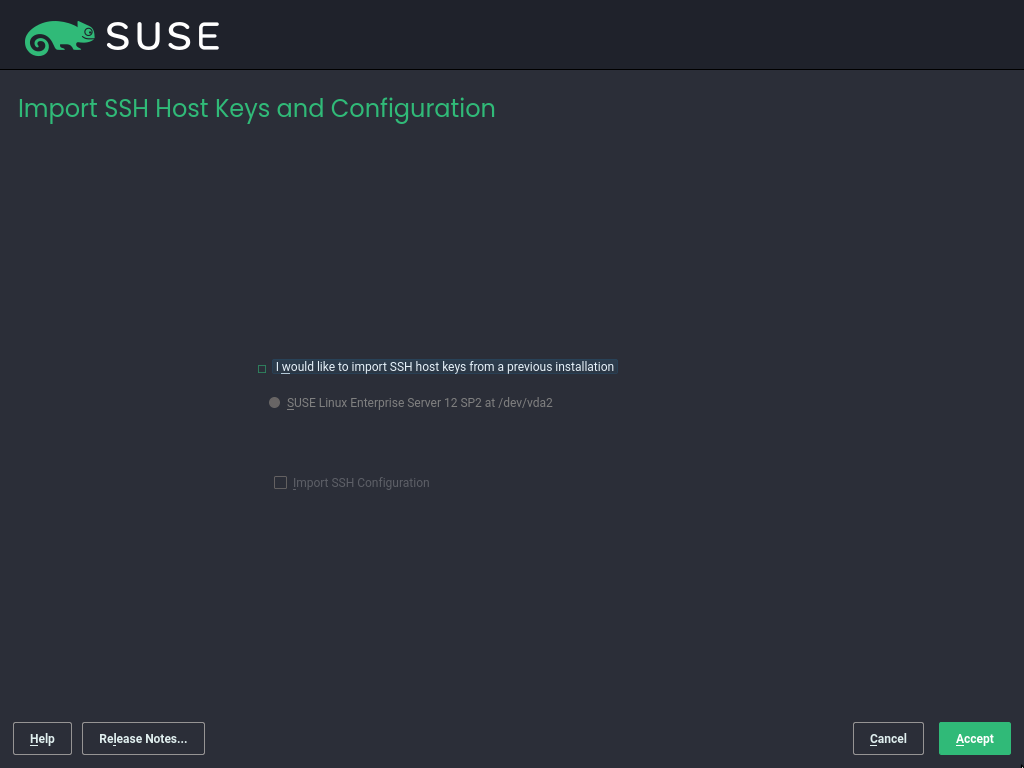 SUSE
Import SSH Host Keys and Configuration
I would like to import SSH host keys from a previous installation
SUSE Linux Enterprise Server 12 SP2 at /dev/vda2
Import SSH Configuration
Help Release Notes... Cancel Accept